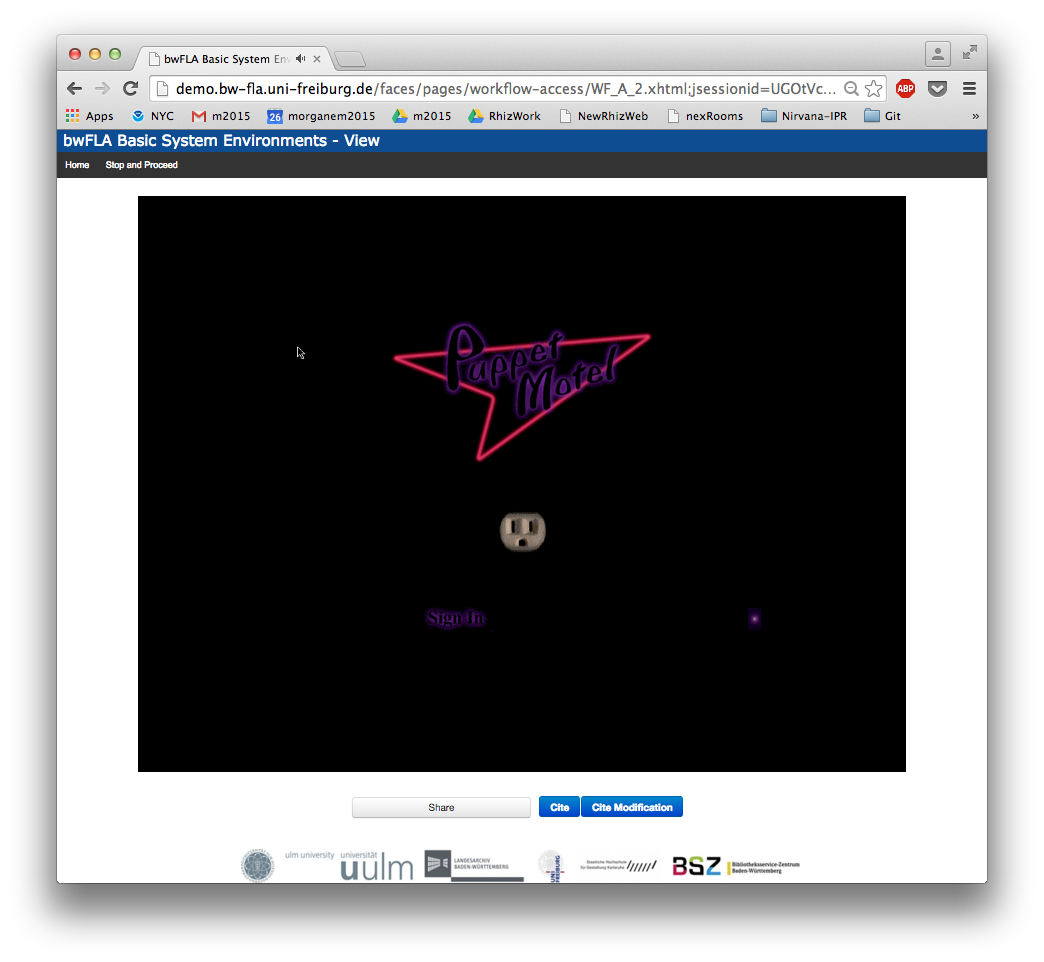 bwFLA Basic System En
demo.bw-fla.uni-freiburg.de/faces/pages/workflow-access/WF_A_2.xhtml;jsessionid=UGOtVc...
ABP
Apps NYC m2015 26 morganem2015 m2015 RhizWork NewRhizWeb nexRooms Nirvana-IPR Git »
bwFLA Basic System Environments - View
Home Stop and Proceed
Puppet
Motel
Sign In
Share Cite Cite Modification
ulm university universität
uulm
LANDESARCHIV
BADEN-WÜRTTEMBERG
UNI
FREIBURG
Staatliche Hochschule
für Gestaltung Karlsruhe
BSZ
Bibliotheksservice-Zentrum
Baden-Württemberg